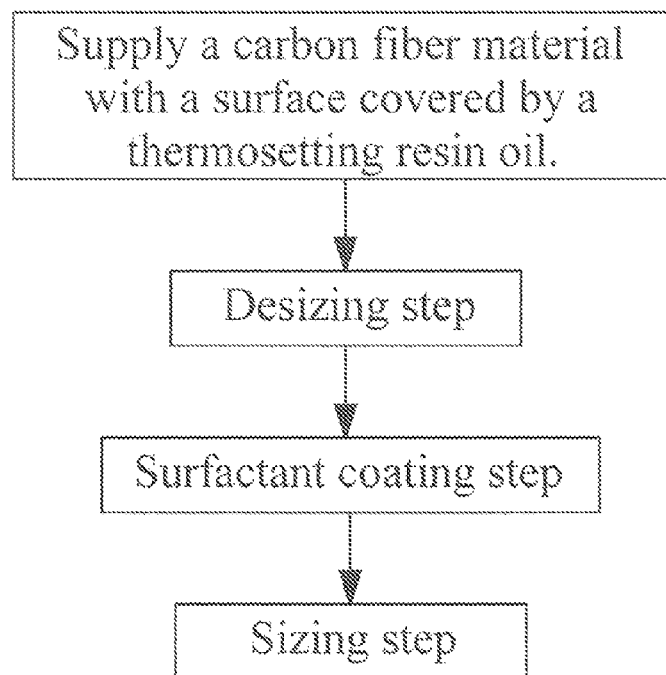 Supply a carbon fiber material
with a surface covered by a
thermosetting resin oil.
Desizing step
Surfactant coating step
Sizing step